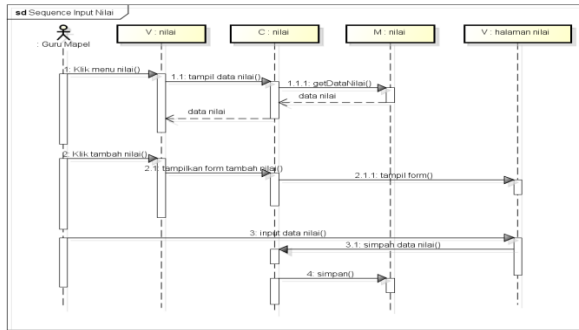 sd Sequence Input Nilai
: Guru Mapel
V : nilai
C : nilai
M : nilai
V : halaman nilai
1: Klik menu nilai()
1.1: tampil data nilai()
1.1.1: getDataNilai()
data nilai
data nilai
2: Klik tambah nilai()
2.1: tampilkan form tambah nilai()
2.1.1: tampil form()
3: input data nilai()
3.1: simpah data nilai()
4: simpan()